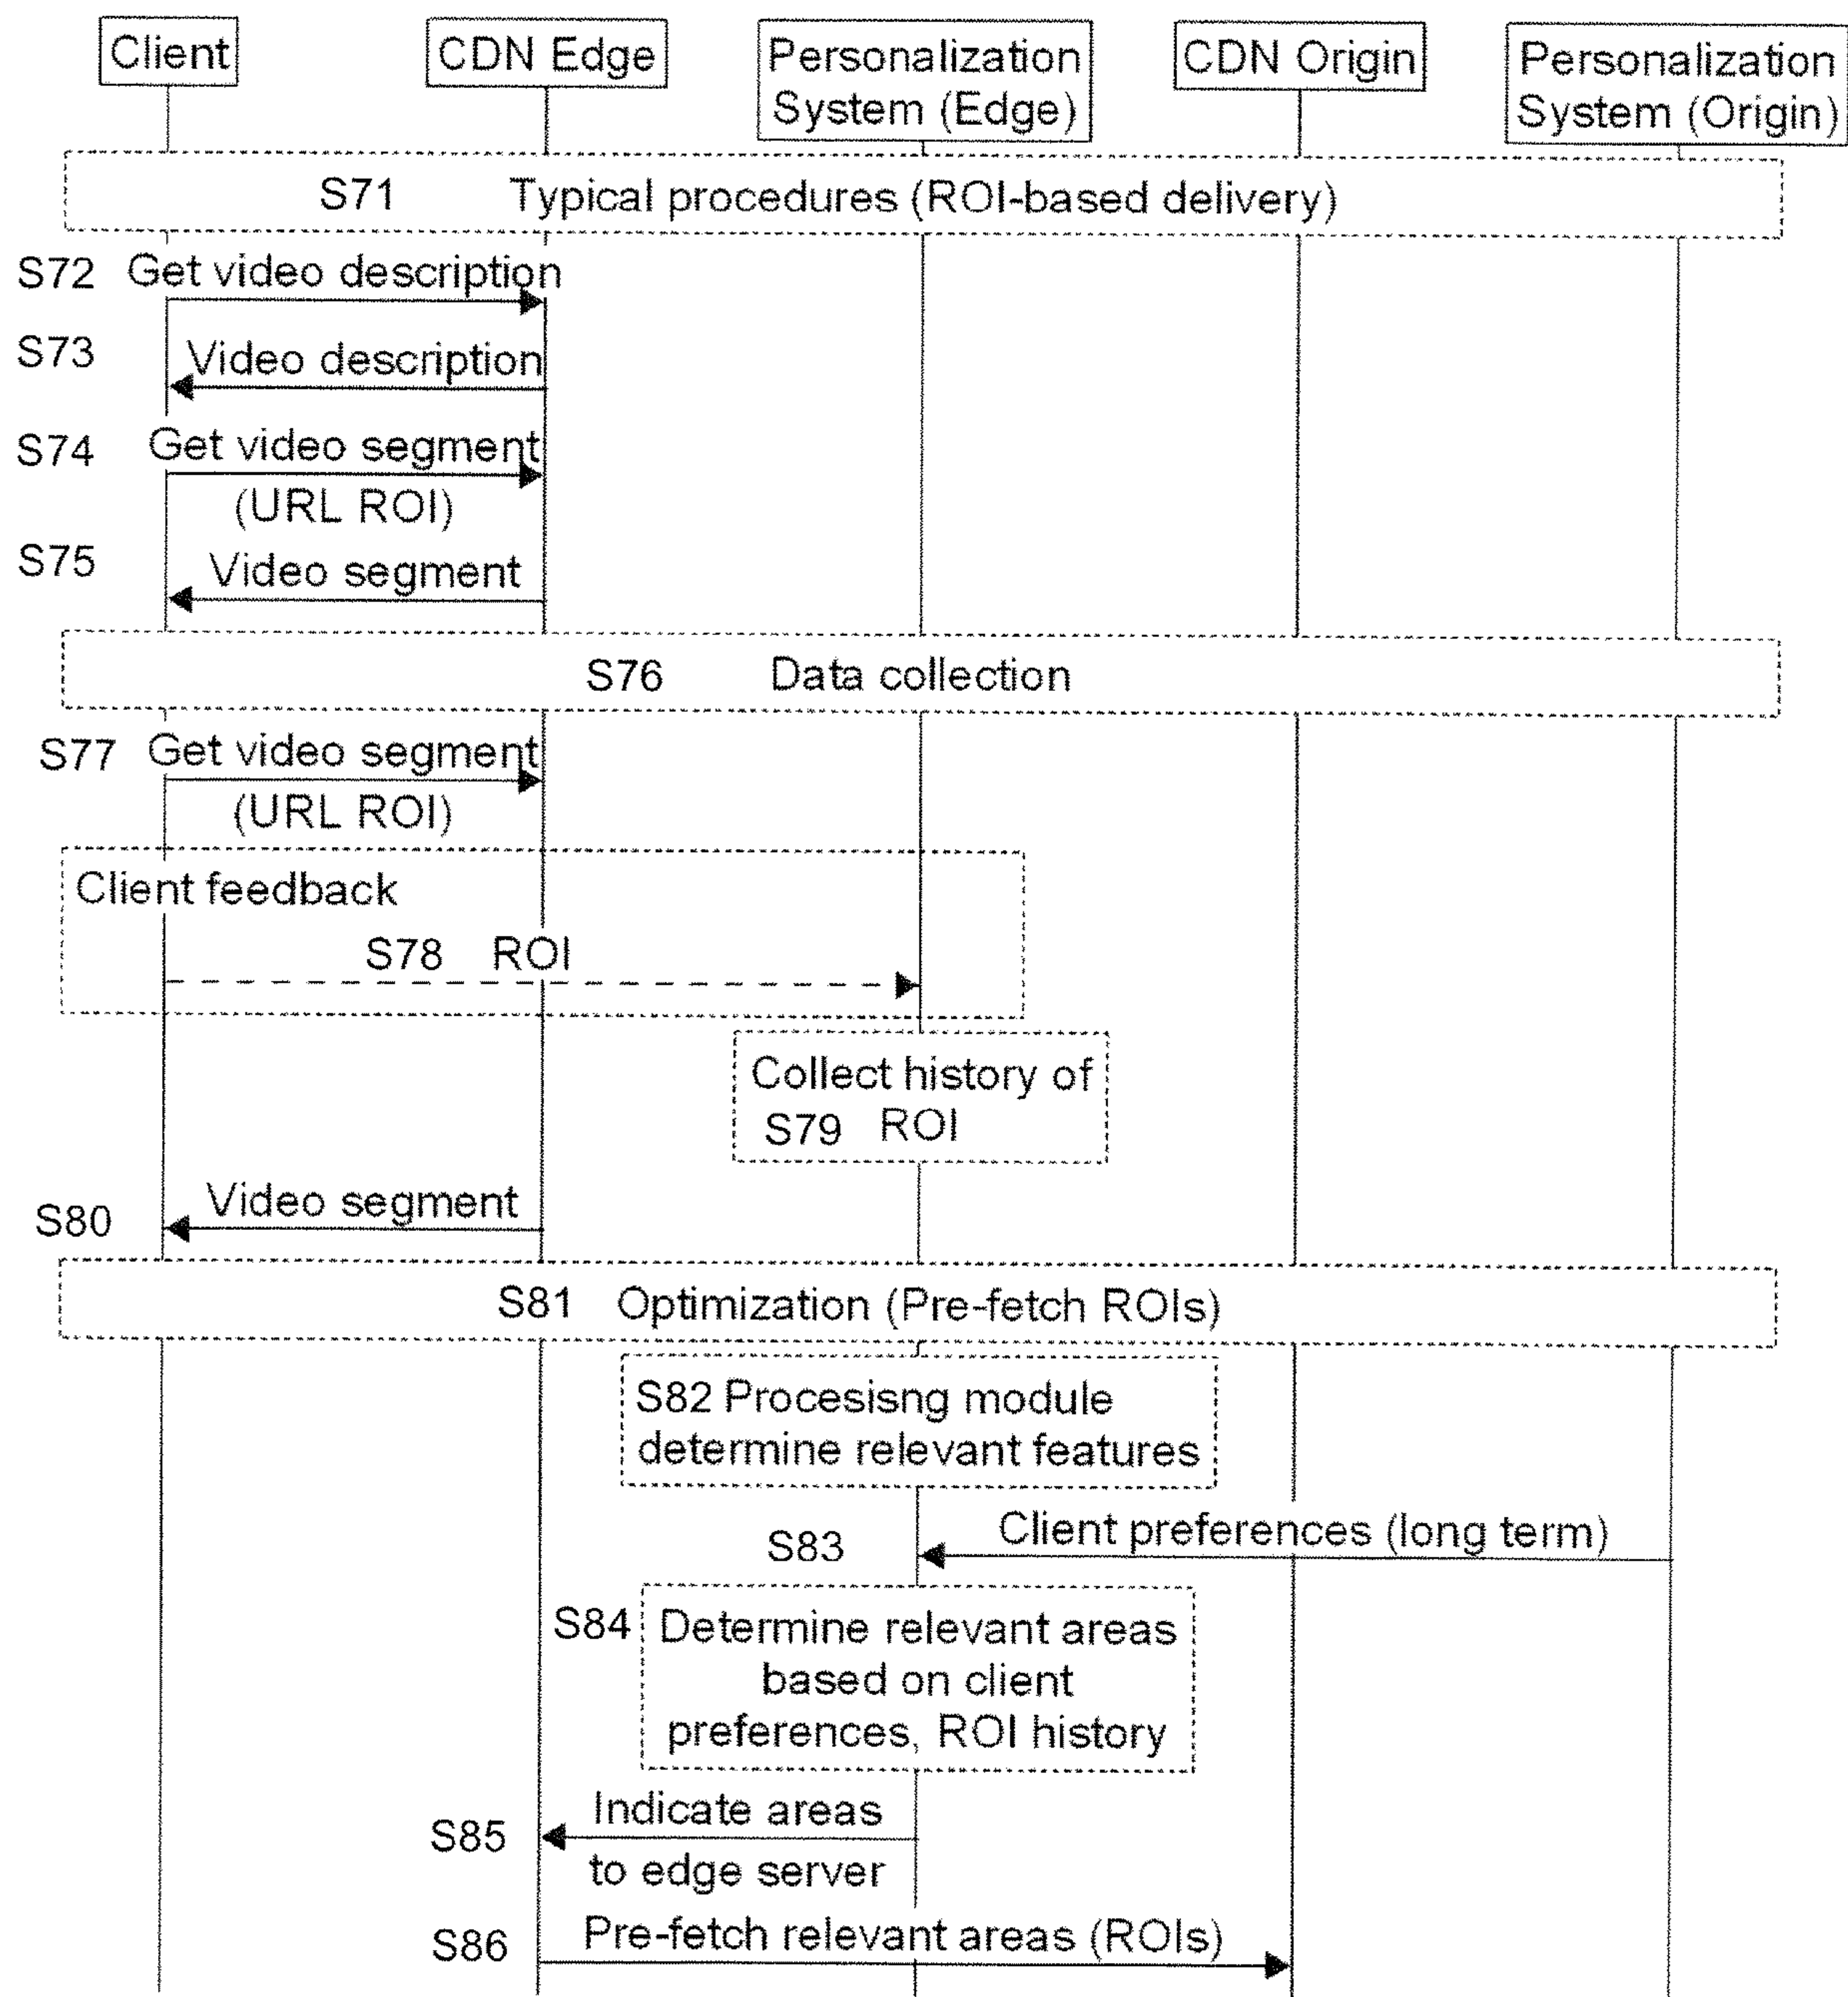 Client
CDN Edge
Personalization
System (Edge)
CDN Origin
Personalization
System (Origin)
S71 Typical procedures (ROI-based delivery)
S72 Get video description
S73 Video description
S74 Get video segment
(URL ROI)
S75 Video segment
S76 Data collection
S77 Get video segment
(URL ROI)
Client feedback
S78 ROI
Collect history of
S79 ROI
S80 Video segment
S81 Optimization (Pre-fetch ROIs)
S82 Procesisng module
determine relevant features
S83 Client preferences (long term)
S84 Determine relevant areas
based on client
preferences, ROI history
S85 Indicate areas
to edge server
S86 Pre-fetch relevant areas (ROIs)